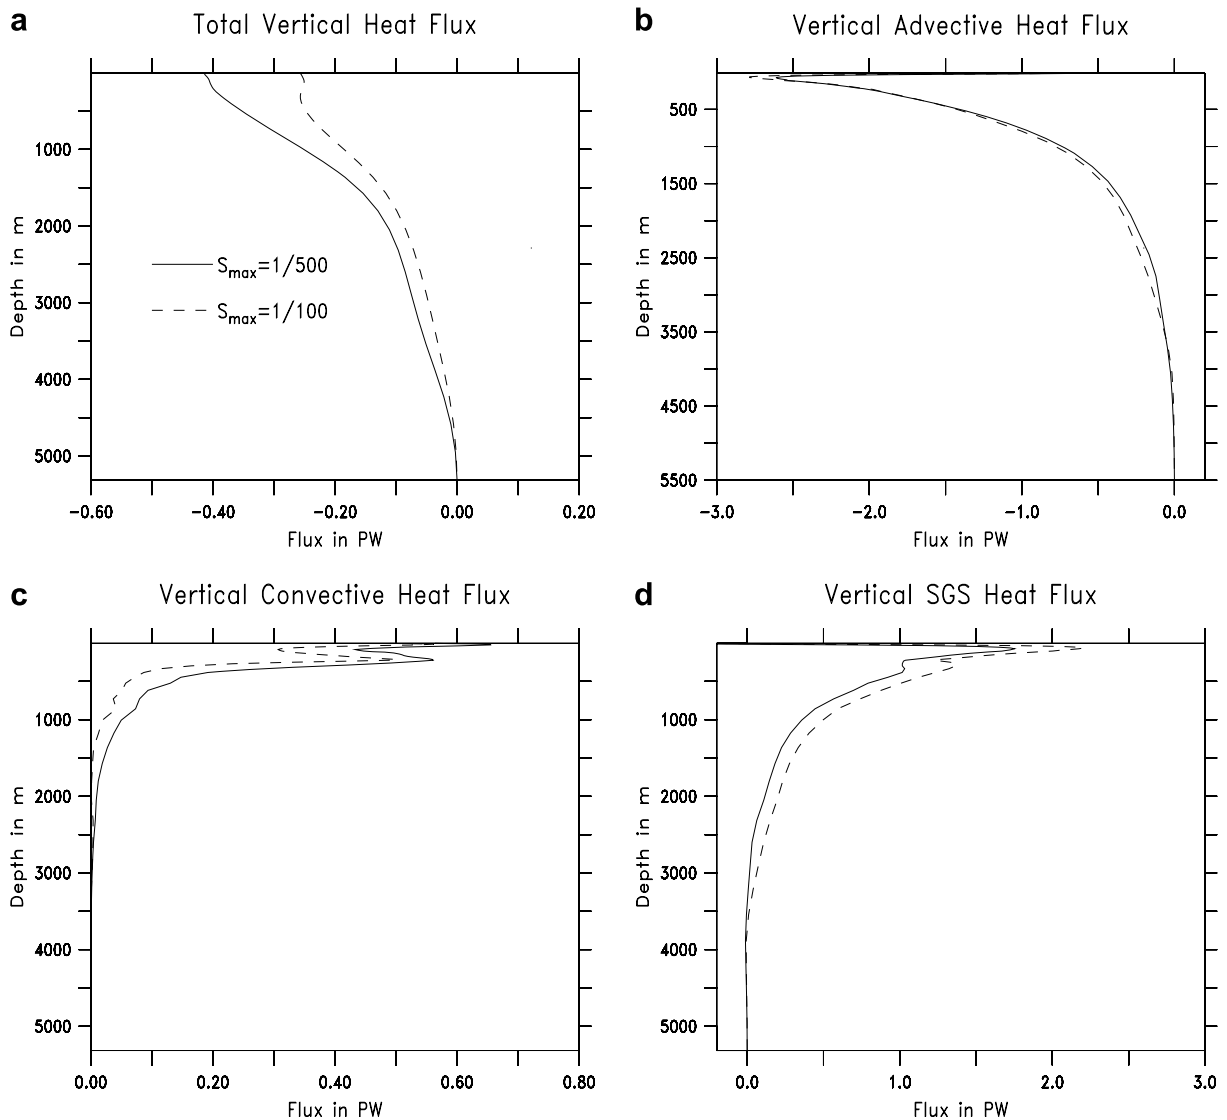 a
Total Vertical Heat Flux
1000
2000
3000
4000
5000
Depth in m
S_max=1/500
S_max=1/100
-0.60
-0.40
-0.20
0.00
0.20
Flux in PW
b
Vertical Advective Heat Flux
500
1500
2500
3500
4500
5500
Depth in m
-3.0
-2.0
-1.0
0.0
Flux in PW
c
Vertical Convective Heat Flux
1000
2000
3000
4000
5000
Depth in m
0.00
0.20
0.40
0.60
0.80
Flux in PW
d
Vertical SGS Heat Flux
1000
2000
3000
4000
5000
Depth in m
0.0
1.0
2.0
3.0
Flux in PW